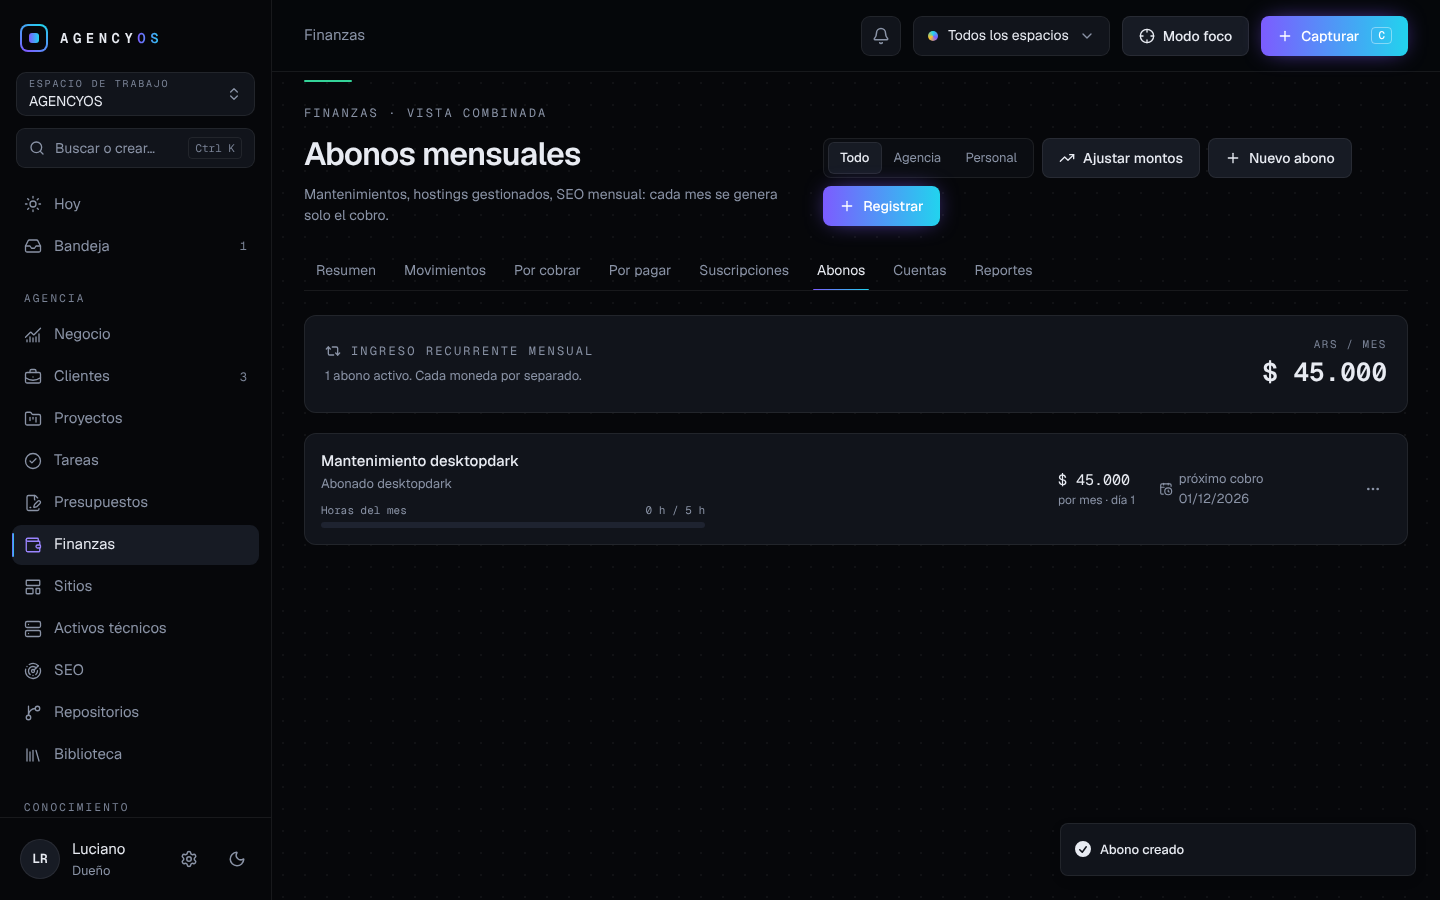 AGENCYOS
ESPACIO DE TRABAJO
AGENCYOS
Buscar o crear... Ctrl K
Hoy
Bandeja 1
AGENCIA
Negocio
Clientes 3
Proyectos
Tareas
Presupuestos
Finanzas
Sitios
Activos técnicos
SEO
Repositorios
Biblioteca
CONOCIMIENTO
LR
Luciano
Dueño
Finanzas
Todos los espacios
Modo foco
Capturar C
FINANZAS · VISTA COMBINADA
Abonos mensuales
Mantenimientos, hostings gestionados, SEO mensual: cada mes se genera
solo el cobro.
Todo Agencia Personal
Ajustar montos
Nuevo abono
Registrar
Resumen Movimientos Por cobrar Por pagar Suscripciones Abonos Cuentas Reportes
INGRESO RECURRENTE MENSUAL
1 abono activo. Cada moneda por separado.
ARS / MES
$ 45.000
Mantenimiento desktopdark
Abonado desktopdark
Horas del mes 0 h / 5 h
$ 45.000
por mes · día 1
próximo cobro
01/12/2026
Abono creado